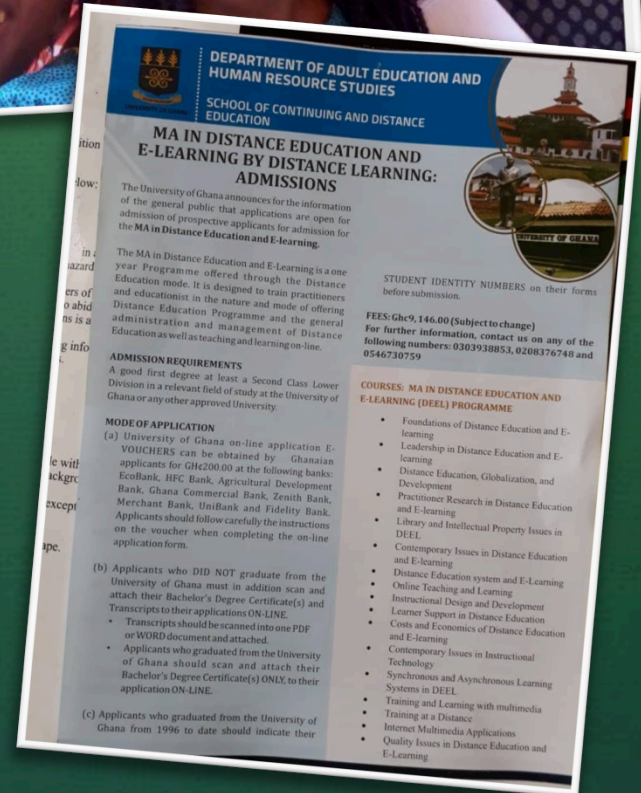 DEPARTMENT OF ADULT EDUCATION AND
HUMAN RESOURCE STUDIES
SCHOOL OF CONTINUING AND DISTANCE
EDUCATION
UNIVERSITY OF GHANA
MA IN DISTANCE EDUCATION AND
E-LEARNING BY DISTANCE LEARNING:
ADMISSIONS
The University of Ghana announces for the information
of the general public that applications are open for
admission of prospective applicants for admission for
the MA in Distance Education and E-learning.
The MA in Distance Education and E-Learning is a one
year Programme offered through the Distance
Education mode. It is designed to train practitioners
and educationist in the nature and mode of offering
Distance Education Programme and the general
administration and management of Distance
Education as well as teaching and learning on-line.
ADMISSION REQUIREMENTS
A good first degree at least a Second Class Lower
Division in a relevant field of study at the University of
Ghana or any other approved University
MODE OF APPLICATION
(a) University of Ghana on-line application E-
VOUCHERS can be obtained by Ghanaian
applicants for GH¢200.00 at the following banks:
EcoBank, HFC Bank, Agricultural Development
Bank, Ghana Commercial Bank, Zenith Bank,
Merchant Bank, UniBank and Fidelity Bank.
Applicants should follow carefully the instructions
on the voucher when completing the on-line
application form.
(b) Applicants who DID NOT graduate from the
University of Ghana must in addition scan and
attach their Bachelor's Degree Certificate(s) and
Transcripts to their applications ON-LINE.
• Transcripts should be scanned into one PDF
or WORD document and attached.
• Applicants who graduated from the University
of Ghana should scan and attach their
Bachelor's Degree Certificate(s) ONLY, to their
application ON-LINE.
(c) Applicants who graduated from the University of
Ghana from 1996 to date should indicate their
UNIVERSITY OF GHANA
STUDENT IDENTITY NUMBERS on their forms
before submission.
FEES: Ghc9, 146.00 (Subject to change)
For further information, contact us on any of the
following numbers: 0303938853, 0208376748 and
0546730759
COURSES: MA IN DISTANCE EDUCATION AND
E-LEARNING (DEEL) PROGRAMME
• Foundations of Distance Education and E-
learning
• Leadership in Distance Education and E-
learning
• Distance Education, Globalization, and
Development
• Practitioner Research in Distance Education
and E-learning
• Library and Intellectual Property Issues in
DEEL
• Contemporary Issues in Distance Education
and E-learning
• Distance Education system and E-Learning
• Online Teaching and Learning
• Instructional Design and Development
• Learner Support in Distance Education
• Costs and Economics of Distance Education
and E-learning
• Contemporary Issues in Instructional
Technology
• Synchronous and Asynchronous Learning
Systems in DEEL
• Training and Learning with multimedia
• Training at a Distance
• Internet Multimedia Applications
• Quality Issues in Distance Education and
E-Learning